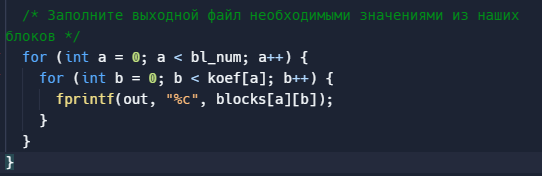 /* Заполните выходной файл необходимыми значениями из наших
блоков */
for (int a = 0; a < bl_num; a++) {
for (int b = 0; b < koef[a]; b++) {
fprintf(out, "%c", blocks[a][b]);
}
}
}